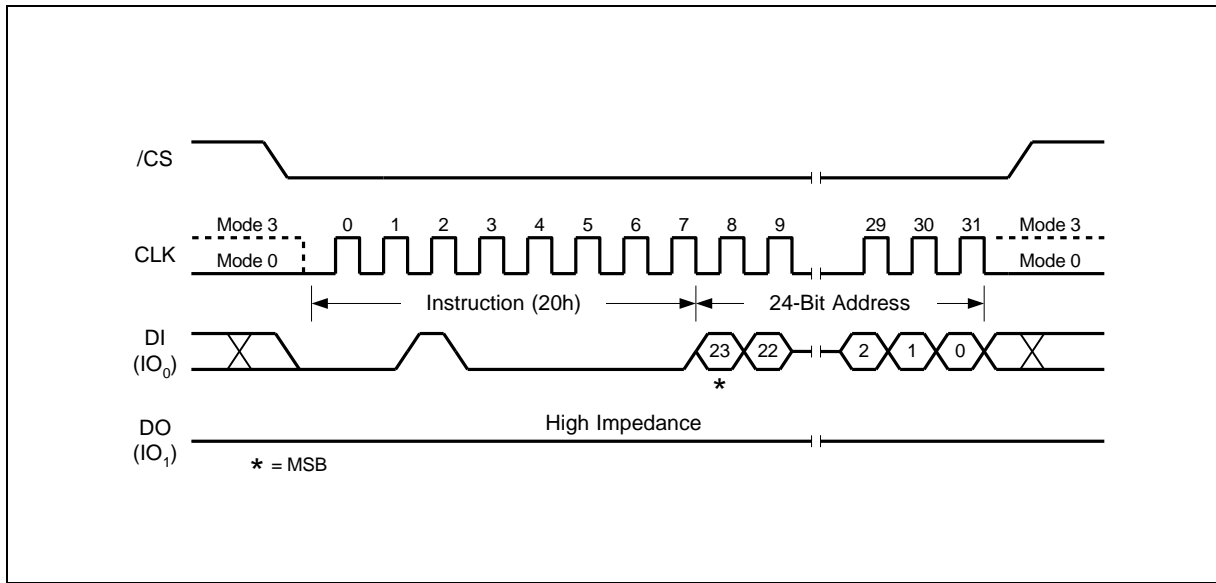 /CS
Mode 3 0 1 2 3 4 5 6 7 8 9 29 30 31 Mode 3
CLK
Mode 0 Mode 0
Instruction (20h) 24-Bit Address
DI
(IO0)
23 22 2 1 0
*
High Impedance
DO
(IO1)
* = MSB